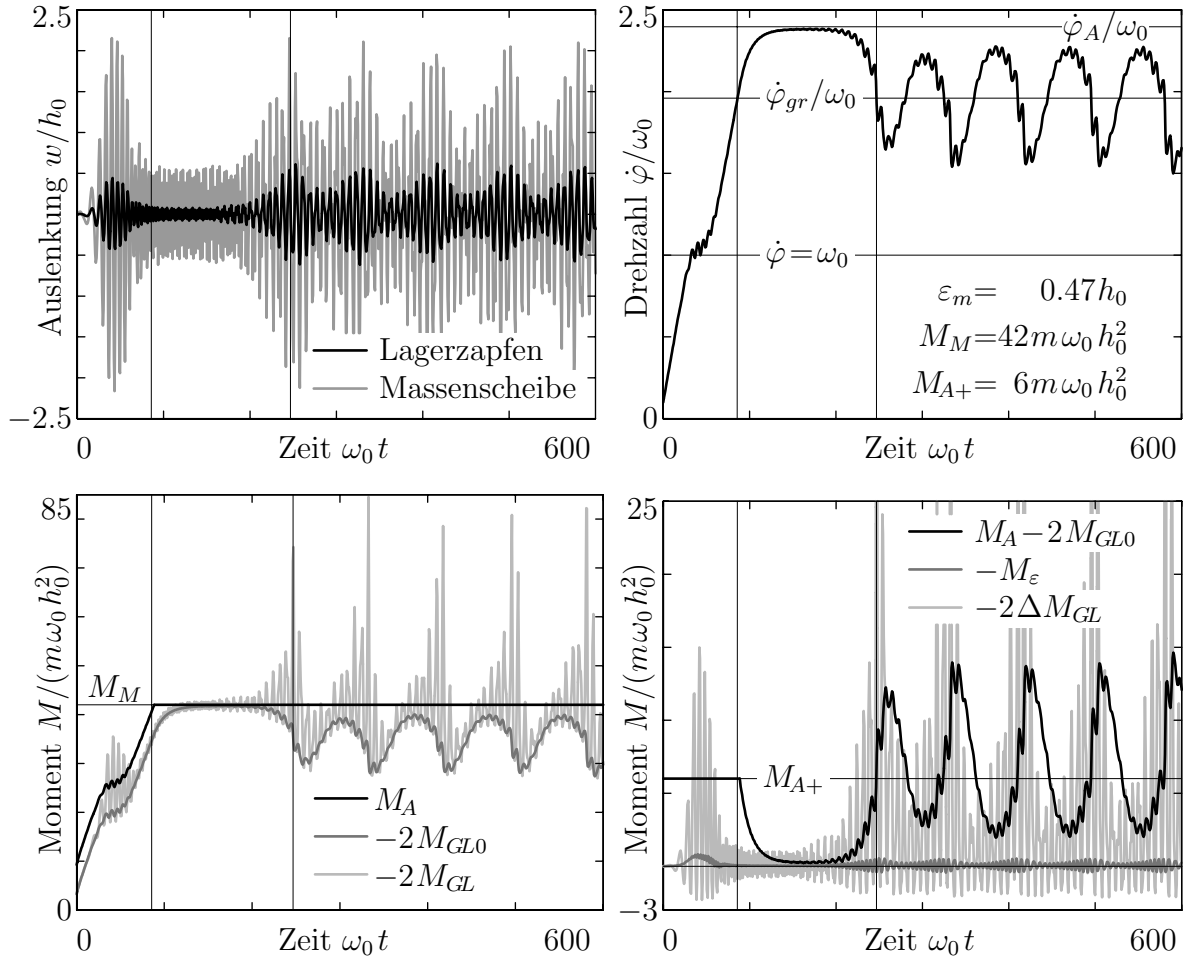 2.5
Auslenkung w/h₀
−2.5
0
Zeit ω₀t
600
Lagerzapfen
Massenscheibe
2.5
Drehzahl φ̇/ω₀
0
0
Zeit ω₀t
600
φ̇_A/ω₀
φ̇_gr/ω₀
φ̇=ω₀
ε_m= 0.47h₀
M_M=42mω₀h₀²
M_A+= 6mω₀h₀²
85
Moment M/(mω₀h₀²)
0
0
Zeit ω₀t
600
M_M
M_A
−2M_GL0
−2M_GL
25
Moment M/(mω₀h₀²)
−3
0
Zeit ω₀t
600
M_A−2M_GL0
−M_ε
−2ΔM_GL
M_A+